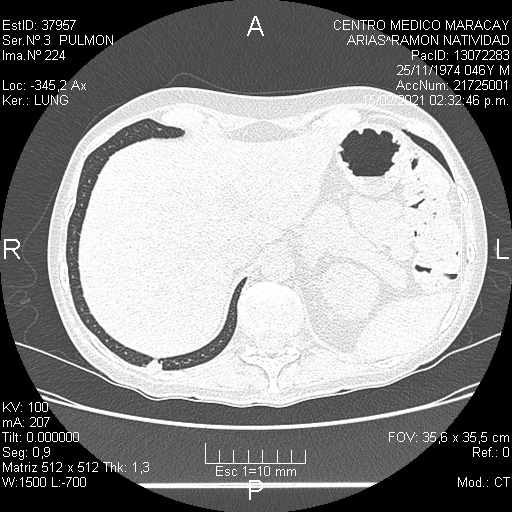 EstID: 37957
Ser.Nº 3 PULMON
Ima.Nº 224
Loc: -345,2 Ax
Ker.: LUNG
A
CENTRO MEDICO MARACAY
ARIAS^RAMON NATIVIDAD
PacID: 13072283
25/11/1974 046Y M
AccNum: 21725001
15/02/2021 02:32:46 p.m.
R
L
KV: 100
mA: 207
Tilt: 0.000000
Seg: 0,9
Matriz 512 x 512 Thk: 1,3
W:1500 L:-700
Esc 1=10 mm
P
FOV: 35,6 x 35,5 cm
Ref.: 0
Mod.: CT